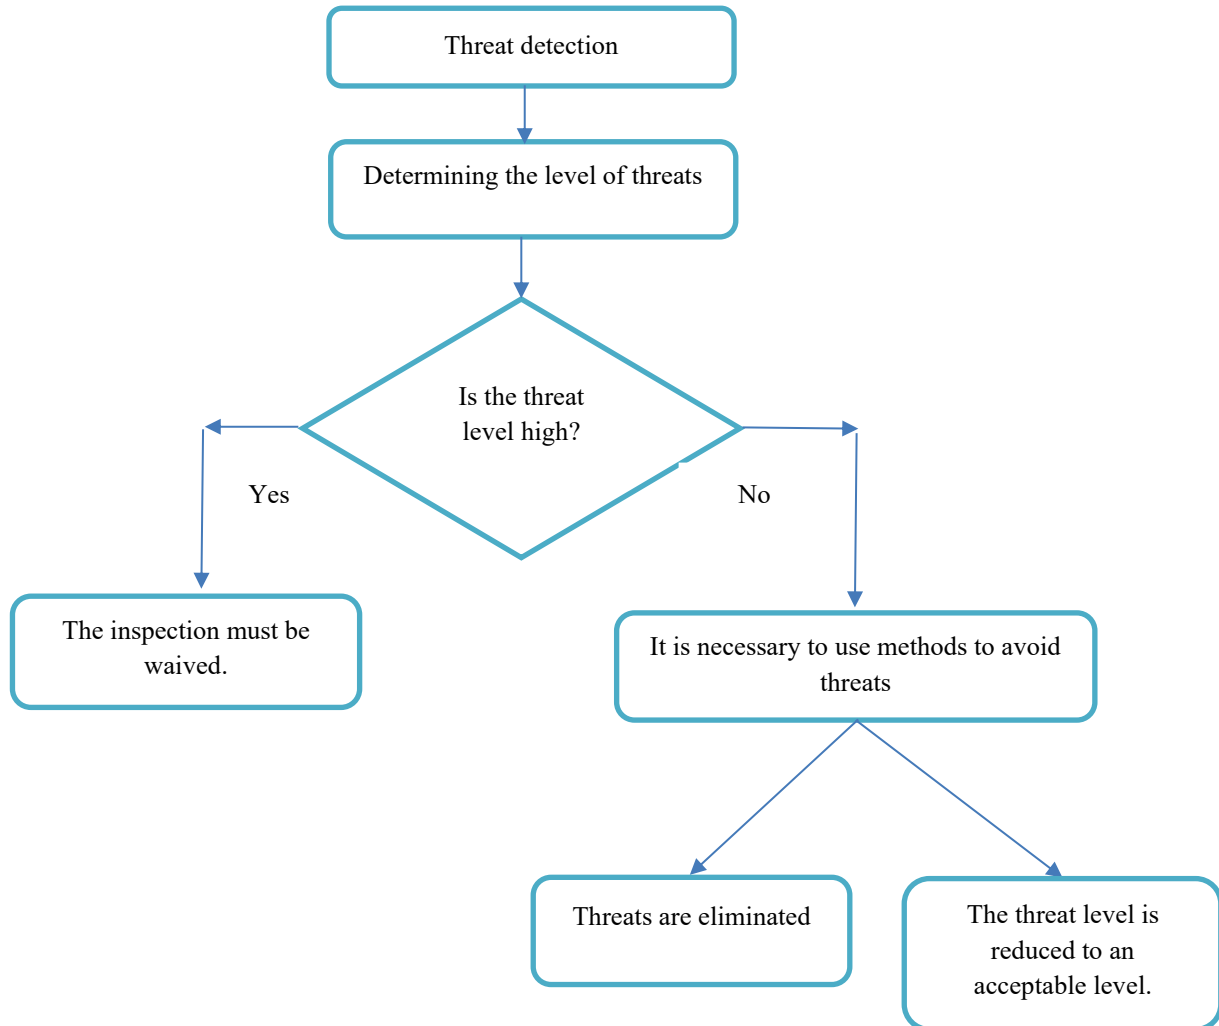 Threat detection
Determining the level of threats
Is the threat
level high?
Yes
No
The inspection must be
waived.
It is necessary to use methods to avoid
threats
Threats are eliminated
The threat level is
reduced to an
acceptable level.